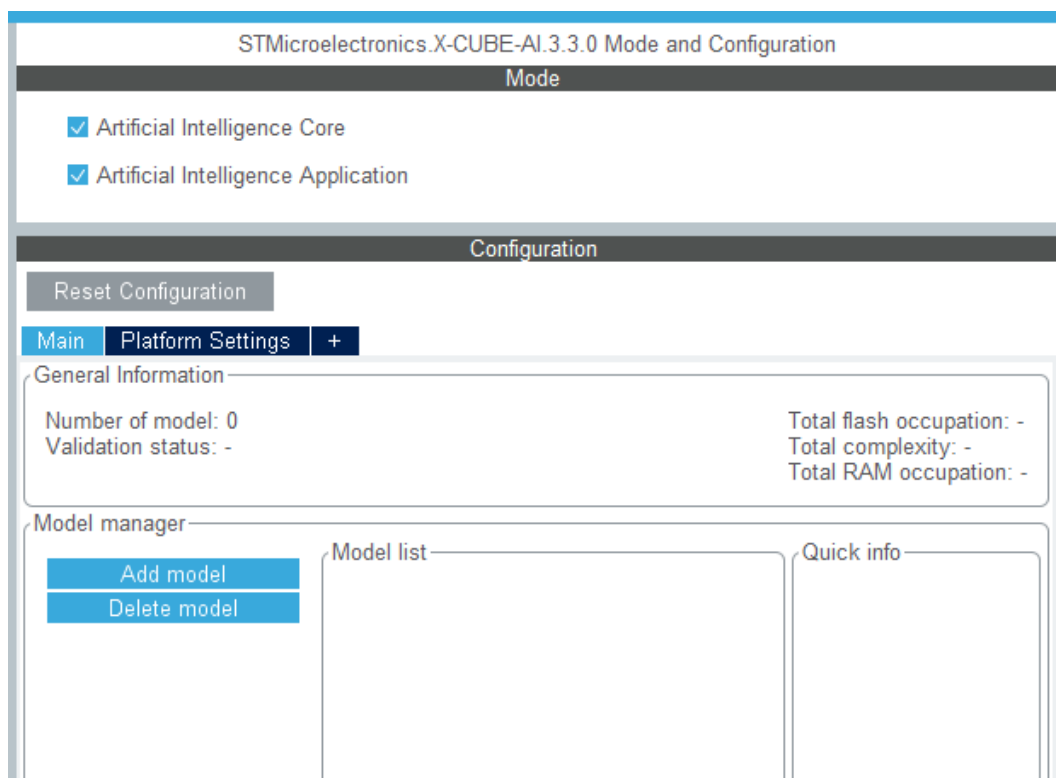 STMicroelectronics.X-CUBE-AI.3.3.0 Mode and Configuration
Mode
Artificial Intelligence Core
Artificial Intelligence Application
Configuration
Reset Configuration
Main Platform Settings +
General Information
Number of model: 0
Validation status: -
Total flash occupation: -
Total complexity: -
Total RAM occupation: -
Model manager
Add model
Delete model
Model list
Quick info